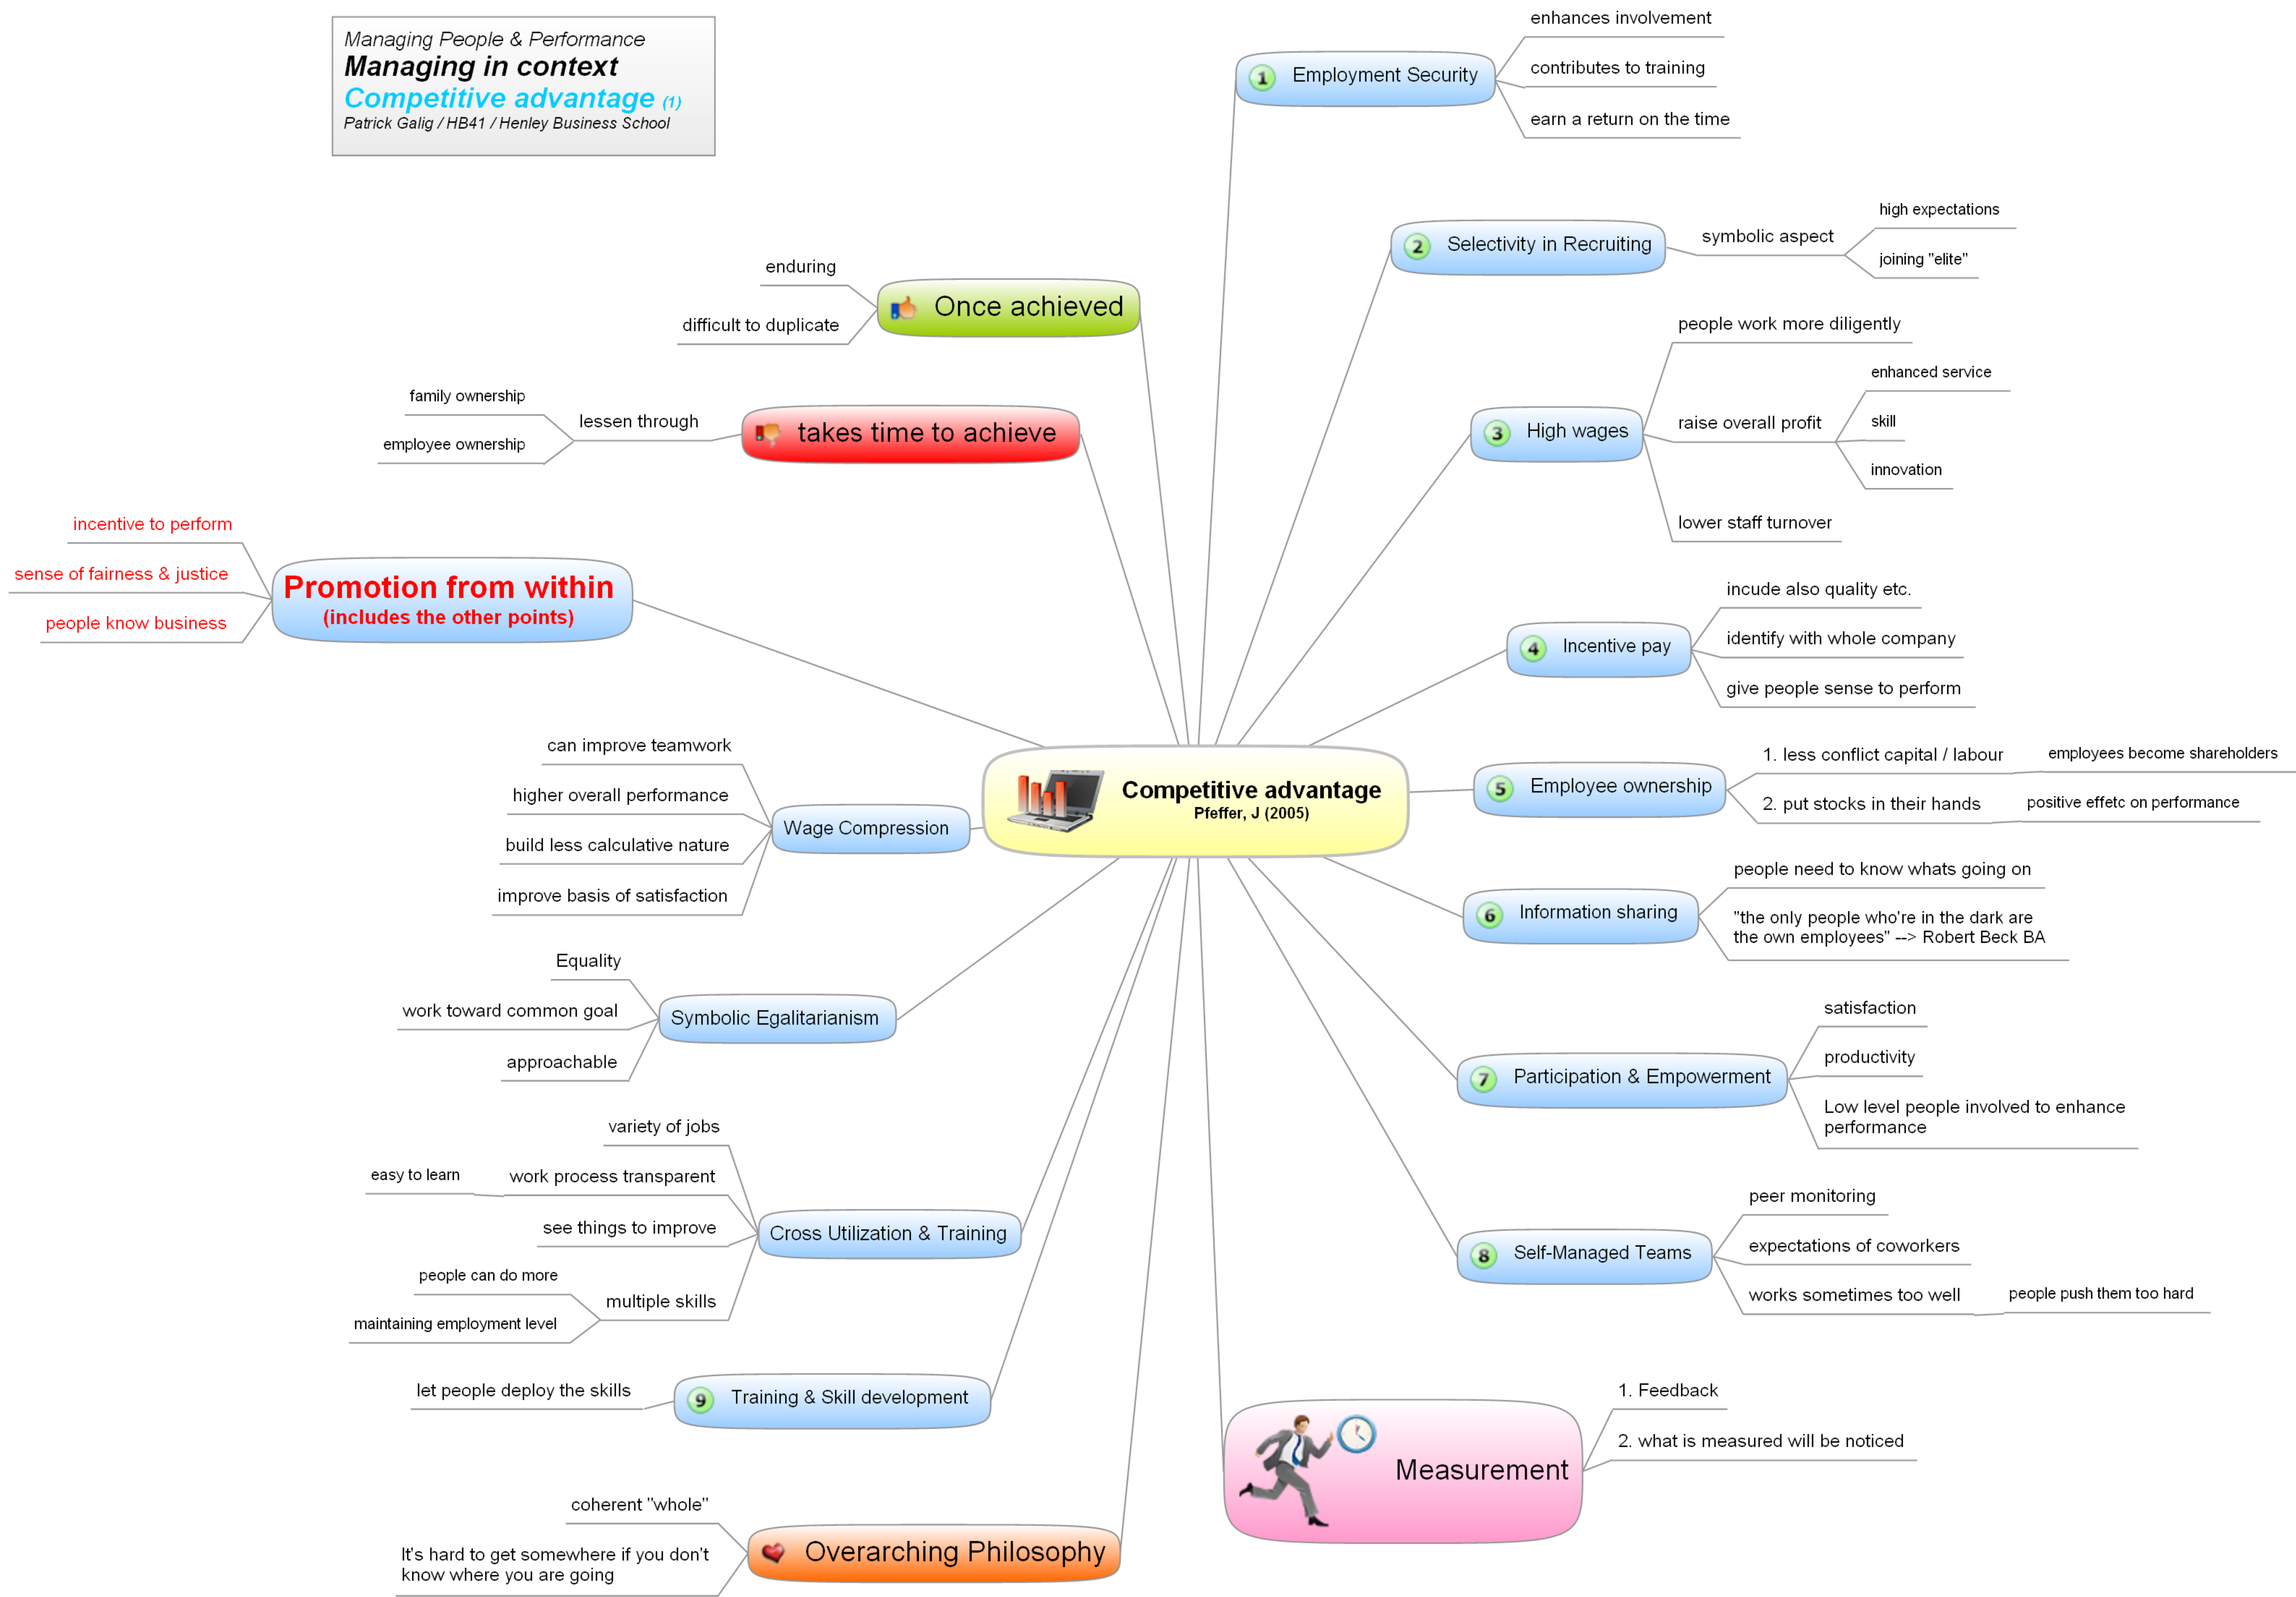 Managing People & Performance
Managing in context
Competitive advantage (1)
Patrick Galig / HB41 / Henley Business School
Competitive advantage
Pfeffer, J (2005)
1 Employment Security
enhances involvement
contributes to training
earn a return on the time
2 Selectivity in Recruiting
symbolic aspect
high expectations
joining "elite"
3 High wages
people work more diligently
raise overall profit
enhanced service
skill
innovation
lower staff turnover
4 Incentive pay
incude also quality etc.
identify with whole company
give people sense to perform
5 Employee ownership
1. less conflict capital / labour
employees become shareholders
2. put stocks in their hands
positive effetc on performance
6 Information sharing
people need to know whats going on
"the only people who're in the dark are
the own employees" --> Robert Beck BA
7 Participation & Empowerment
satisfaction
productivity
Low level people involved to enhance
performance
8 Self-Managed Teams
peer monitoring
expectations of coworkers
works sometimes too well
people push them too hard
Measurement
1. Feedback
2. what is measured will be noticed
Once achieved
enduring
difficult to duplicate
takes time to achieve
lessen through
family ownership
employee ownership
Promotion from within
(includes the other points)
incentive to perform
sense of fairness & justice
people know business
Wage Compression
can improve teamwork
higher overall performance
build less calculative nature
improve basis of satisfaction
Symbolic Egalitarianism
Equality
work toward common goal
approachable
Cross Utilization & Training
variety of jobs
work process transparent
easy to learn
see things to improve
multiple skills
people can do more
maintaining employment level
9 Training & Skill development
let people deploy the skills
Overarching Philosophy
coherent "whole"
It's hard to get somewhere if you don't
know where you are going